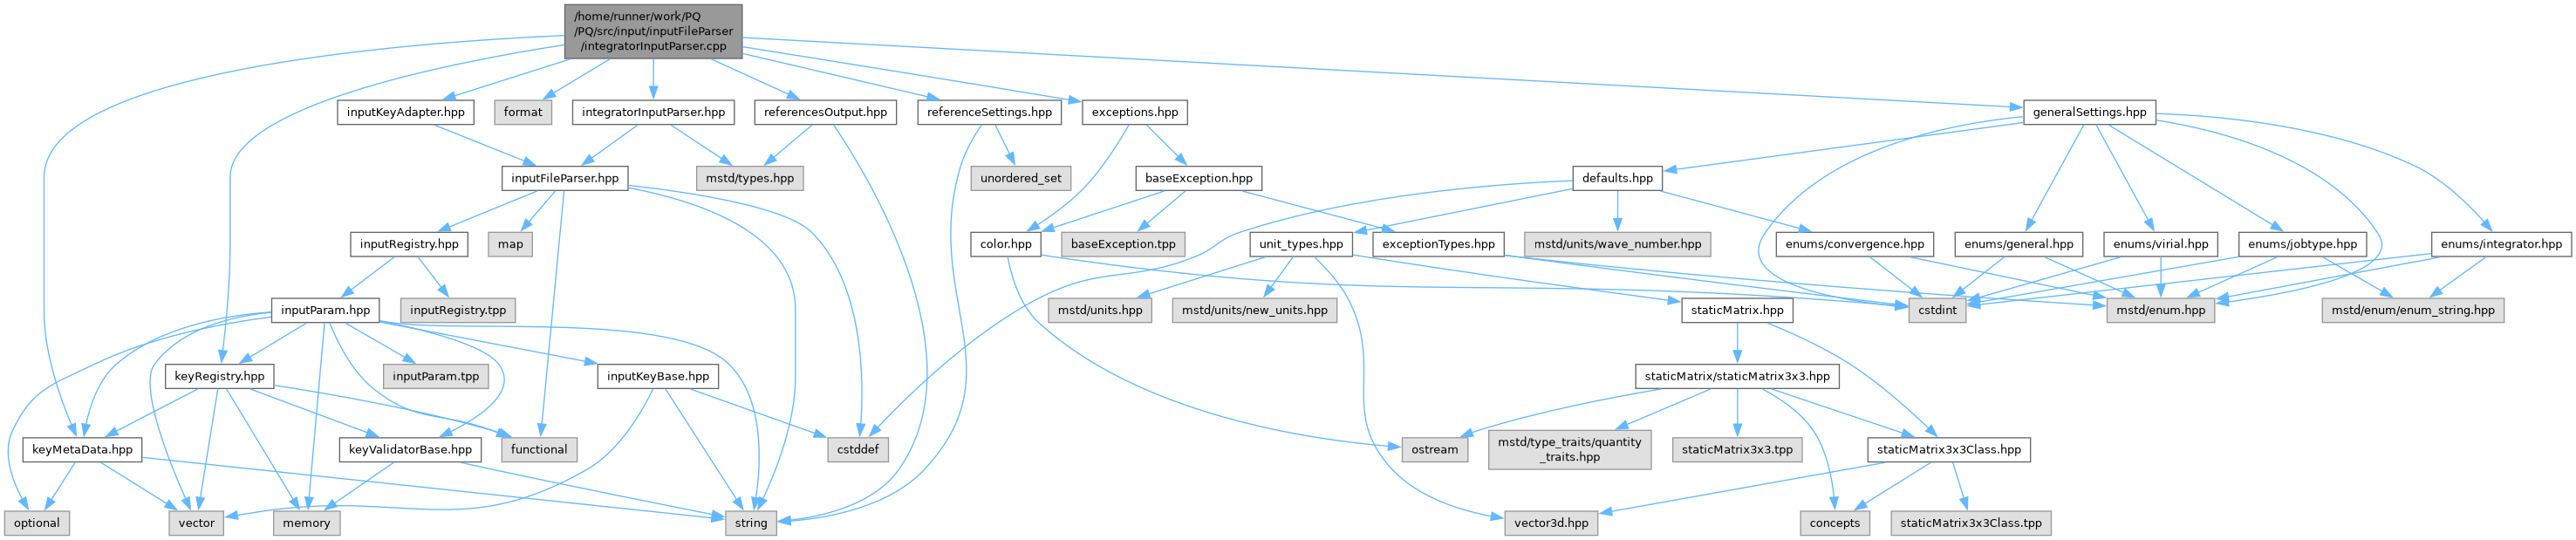 /home/runner/work/PQ
/PQ/src/input/inputFileParser
/integratorInputParser.cpp
inputKeyAdapter.hpp
format
integratorInputParser.hpp
referencesOutput.hpp
referenceSettings.hpp
exceptions.hpp
generalSettings.hpp
inputFileParser.hpp
mstd/types.hpp
unordered_set
baseException.hpp
defaults.hpp
inputRegistry.hpp
map
color.hpp
baseException.tpp
unit_types.hpp
exceptionTypes.hpp
mstd/units/wave_number.hpp
enums/convergence.hpp
enums/general.hpp
enums/virial.hpp
enums/jobtype.hpp
enums/integrator.hpp
inputParam.hpp
inputRegistry.tpp
mstd/units.hpp
mstd/units/new_units.hpp
staticMatrix.hpp
cstdint
mstd/enum.hpp
mstd/enum/enum_string.hpp
keyRegistry.hpp
inputParam.tpp
inputKeyBase.hpp
staticMatrix/staticMatrix3x3.hpp
keyMetaData.hpp
keyValidatorBase.hpp
functional
cstddef
ostream
mstd/type_traits/quantity
_traits.hpp
staticMatrix3x3.tpp
staticMatrix3x3Class.hpp
optional
vector
memory
string
vector3d.hpp
concepts
staticMatrix3x3Class.tpp